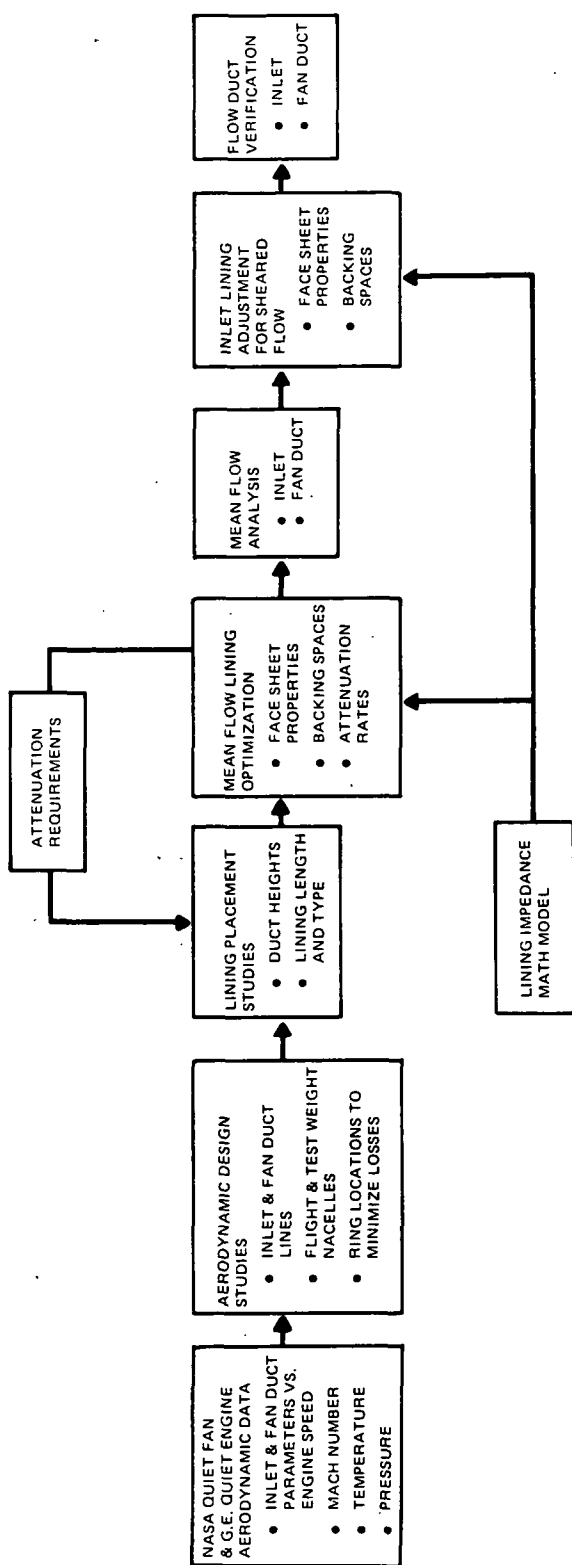 NASA QUIET FAN
& G.E. QUIET ENGINE
AERODYNAMIC DATA
• INLET & FAN DUCT
PARAMETERS VS.
ENGINE SPEED
• MACH NUMBER
• TEMPERATURE
• PRESSURE
AERODYNAMIC DESIGN
STUDIES
• INLET & FAN DUCT
LINES
• FLIGHT & TEST WEIGHT
NACELLES
• RING LOCATIONS TO
MINIMIZE LOSSES
LINING PLACEMENT
STUDIES
• DUCT HEIGHTS
• LINING LENGTH
AND TYPE
ATTENUATION
REQUIREMENTS
MEAN FLOW LINING
OPTIMIZATION
• FACE SHEET
PROPERTIES
• BACKING SPACES
• ATTENUATION
RATES
MEAN FLOW
ANALYSIS
• INLET
• FAN DUCT
INLET LINING
ADJUSTMENT
FOR SHEARED
FLOW
• FACE SHEET
PROPERTIES
• BACKING
SPACES
FLOW DUCT
VERIFICATION
• INLET
• FAN DUCT
LINING IMPEDANCE
MATH MODEL